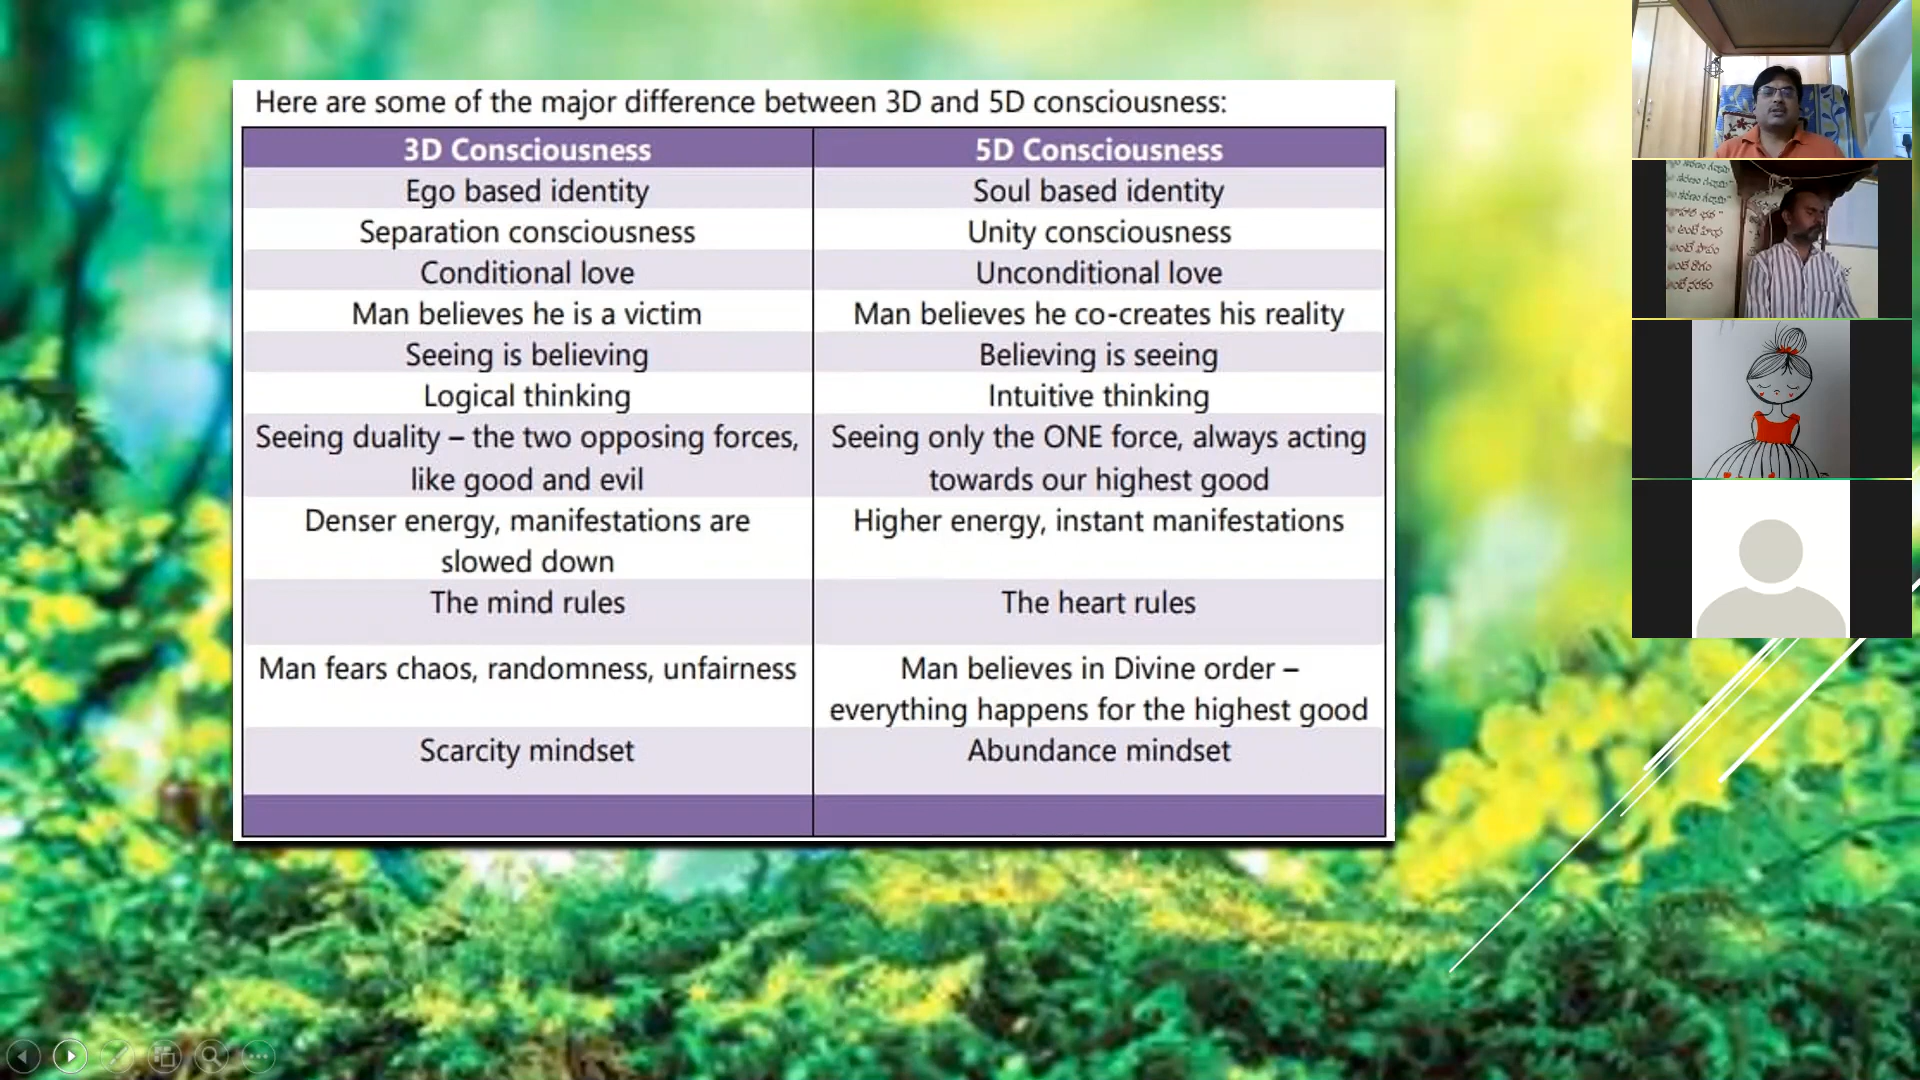 Here are some of the major difference between 3D and 5D consciousness:
3D Consciousness
5D Consciousness
Ego based identity
Soul based identity
Separation consciousness
Unity consciousness
Conditional love
Unconditional love
Man believes he is a victim
Man believes he co-creates his reality
Seeing is believing
Believing is seeing
Logical thinking
Intuitive thinking
Seeing duality – the two opposing forces,
like good and evil
Seeing only the ONE force, always acting
towards our highest good
Denser energy, manifestations are
slowed down
Higher energy, instant manifestations
The mind rules
The heart rules
Man fears chaos, randomness, unfairness
Man believes in Divine order –
everything happens for the highest good
Scarcity mindset
Abundance mindset